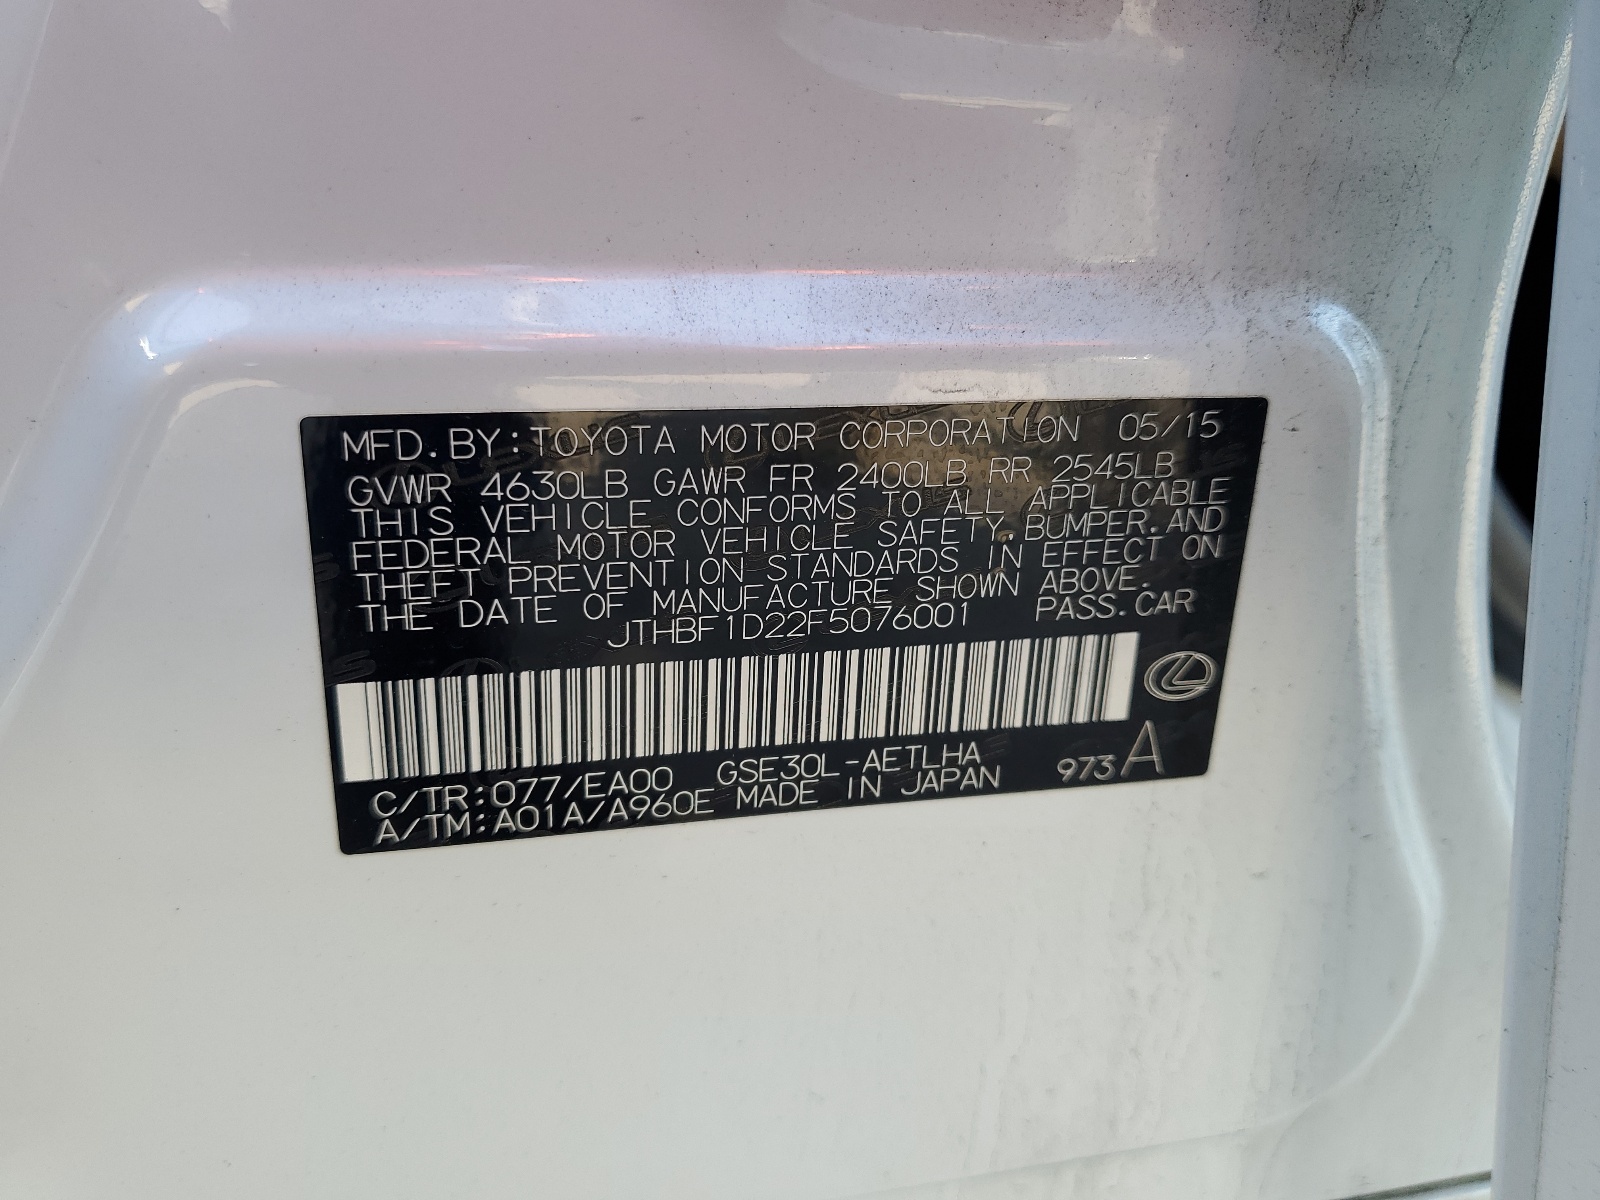 MFD. BY: TOYOTA MOTOR CORPORATION 05/15
GVWR 4630LB GAWR FR 2400LB RR 2545LB
THIS VEHICLE CONFORMS TO ALL APPLICABLE
FEDERAL MOTOR VEHICLE SAFETY, BUMPER, AND
THEFT PREVENTION STANDARDS IN EFFECT ON
THE DATE OF MANUFACTURE SHOWN ABOVE.
JTHBF1D22F5076001 PASS. CAR
C/TR: 077/EA00 GSE30L-AETLHA
A/TM: A01A/A960E MADE IN JAPAN 973 A